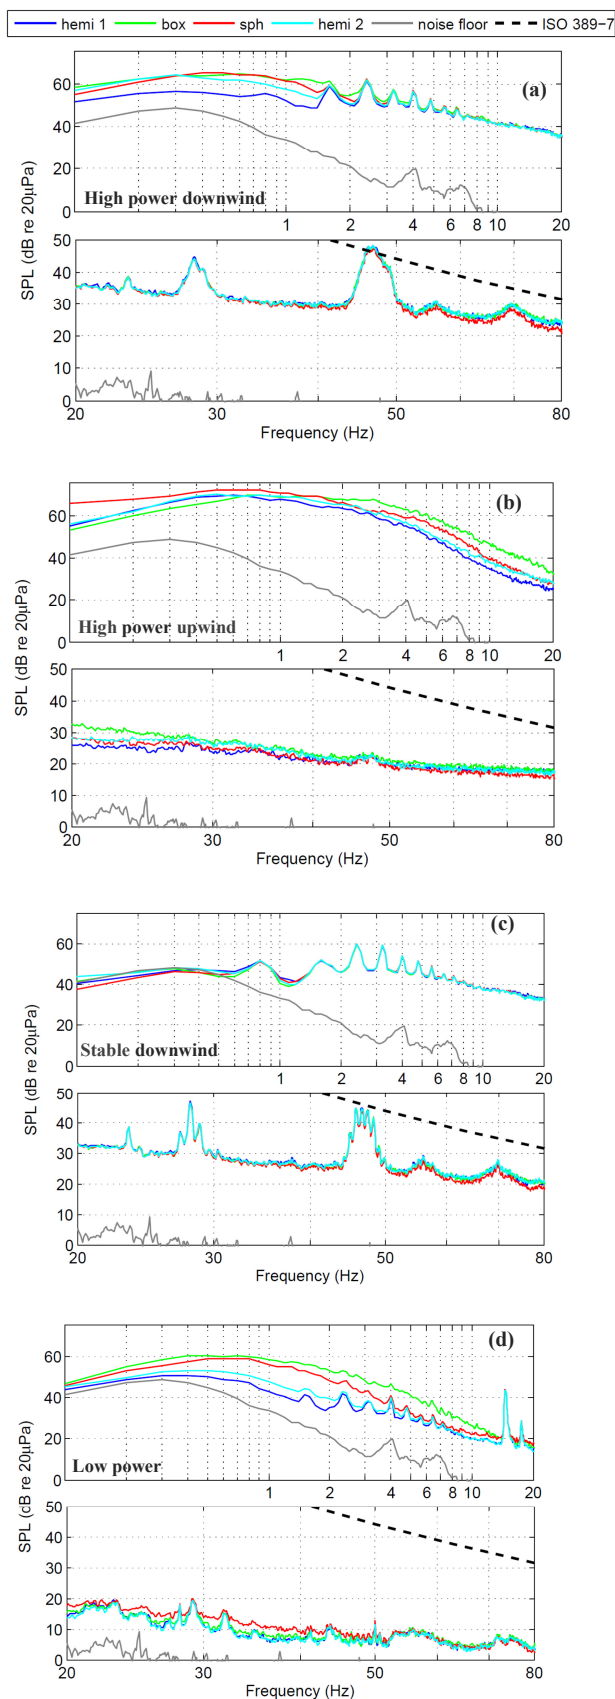 hemi 1 box sph hemi 2 noise floor ISO 389−7
(a)
60
40
20
0
High power downwind
1 2 4 6 8 10 20
SPL (dB re 20µPa)
50
40
30
20
10
0
20 30 50 80
Frequency (Hz)
(b)
60
40
20
0
High power upwind
1 2 4 6 8 10 20
SPL (dB re 20µPa)
50
40
30
20
10
0
20 30 50 80
Frequency (Hz)
(c)
60
40
20
0
Stable downwind
1 2 4 6 8 10 20
SPL (dB re 20µPa)
50
40
30
20
10
0
20 30 50 80
Frequency (Hz)
(d)
60
40
20
0
Low power
1 2 4 6 8 10 20
SPL (dB re 20µPa)
50
40
30
20
10
0
20 30 50 80
Frequency (Hz)